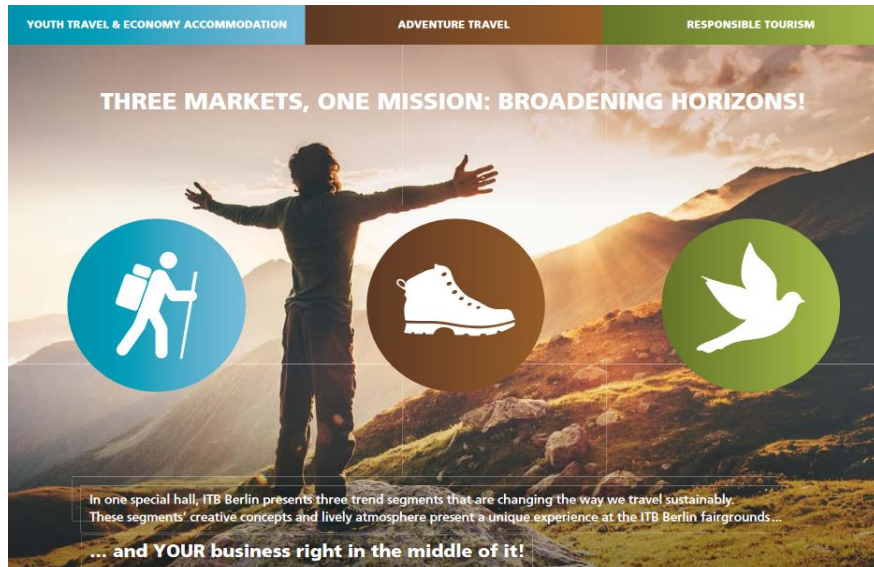 YOUTH TRAVEL & ECONOMY ACCOMMODATION
ADVENTURE TRAVEL
RESPONSIBLE TOURISM
THREE MARKETS, ONE MISSION: BROADENING HORIZONS!
In one special hall, ITB Berlin presents three trend segments that are changing the way we travel sustainably.
These segments' creative concepts and lively atmosphere present a unique experience at the ITB Berlin fairgrounds ...
... and YOUR business right in the middle of it!